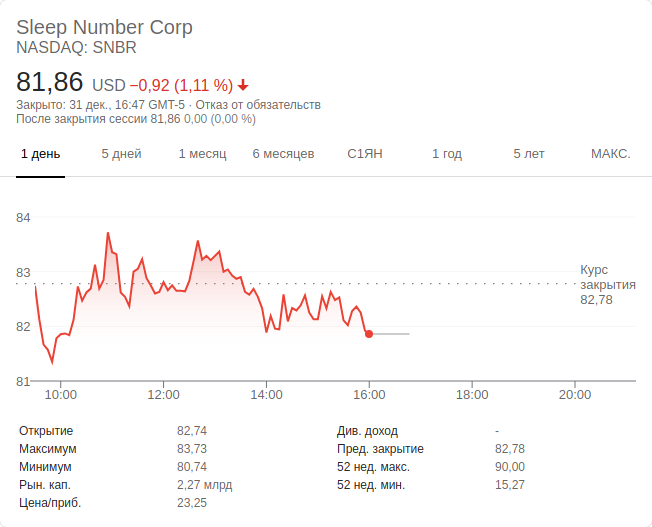 Sleep Number Corp
NASDAQ: SNBR
81,86 USD −0,92 (1,11 %)
Закрыто: 31 дек., 16:47 GMT-5 · Отказ от обязательств
После закрытия сессии 81,86 0,00 (0,00 %)
1 день 5 дней 1 месяц 6 месяцев С1ЯН 1 год 5 лет МАКС.
84
83
82
81
Курс
закрытия
82,78
10:00 12:00 14:00 16:00 18:00 20:00
Открытие 82,74
Максимум 83,73
Минимум 80,74
Рын. кап. 2,27 млрд
Цена/приб. 23,25
Див. доход -
Пред. закрытие 82,78
52 нед. макс. 90,00
52 нед. мин. 15,27